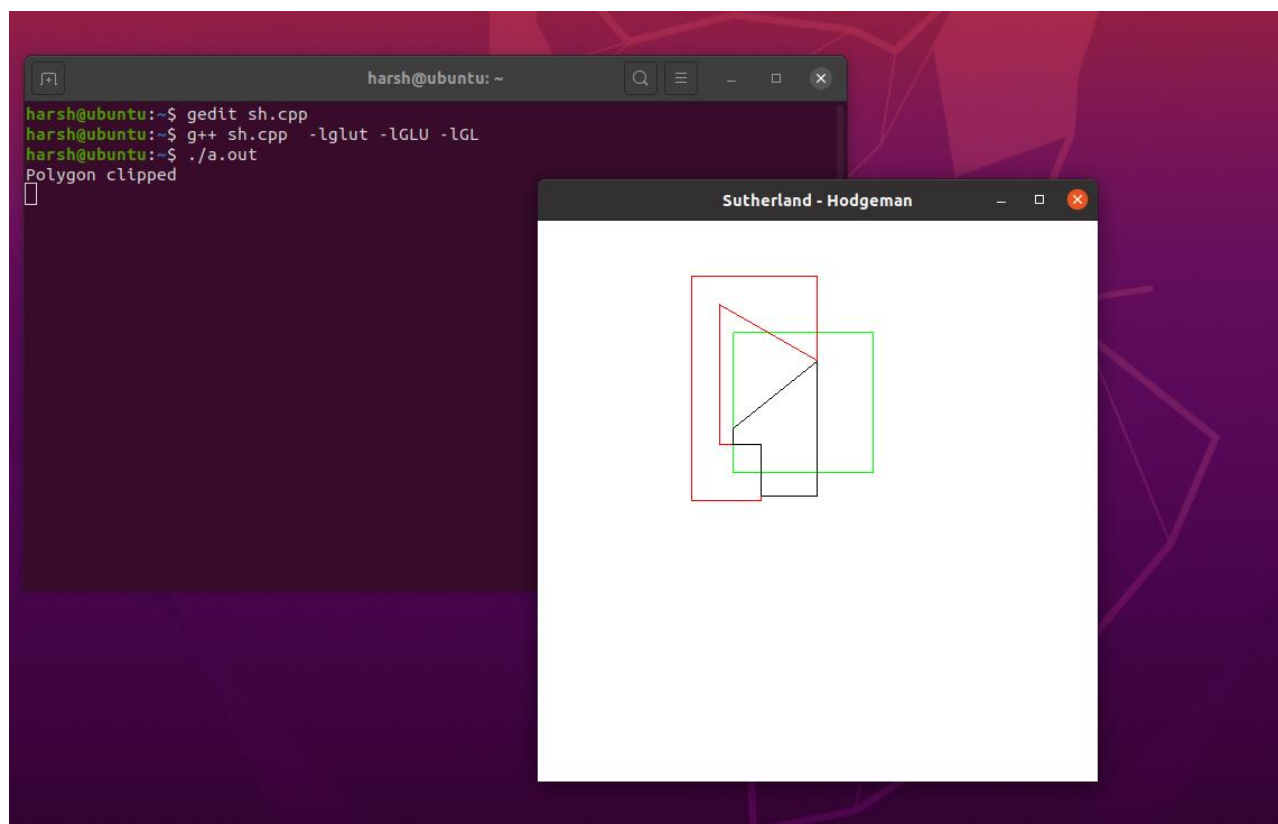 harsh@ubuntu: ~
harsh@ubuntu:~$ gedit sh.cpp
harsh@ubuntu:~$ g++ sh.cpp  -lglut -lGLU -lGL
harsh@ubuntu:~$ ./a.out
Polygon clipped
Sutherland - Hodgeman